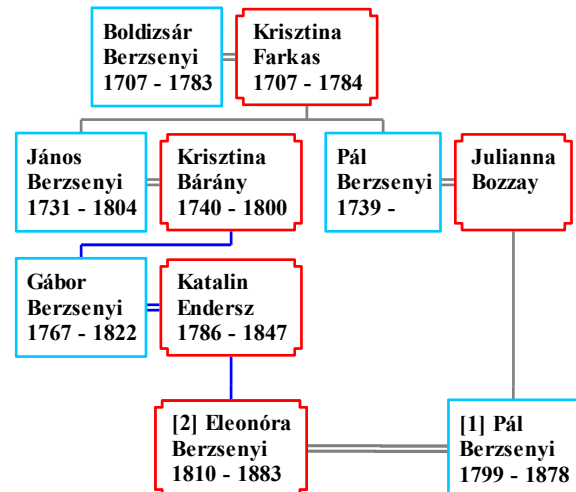 Boldizsár
Berzsenyi
1707 - 1783
Krisztina
Farkas
1707 - 1784
János
Berzsenyi
1731 - 1804
Krisztina
Bárány
1740 - 1800
Pál
Berzsenyi
1739 -
Julianna
Bozzay
Gábor
Berzsenyi
1767 - 1822
Katalin
Endersz
1786 - 1847
[2] Eleonóra
Berzsenyi
1810 - 1883
[1] Pál
Berzsenyi
1799 - 1878